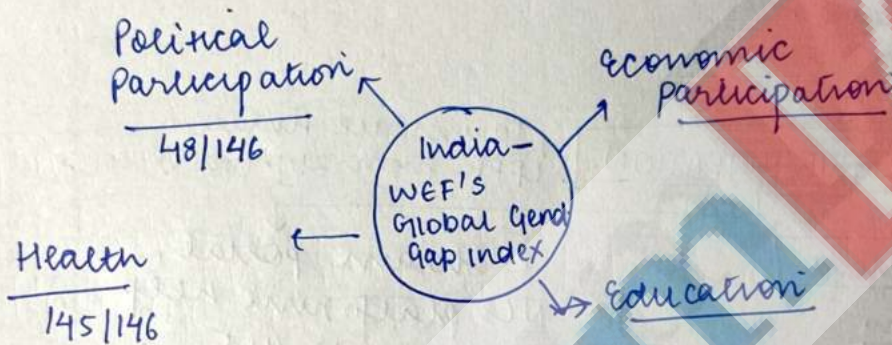 Political
Participation
48/146
Economic
Participation
India-
WEF'S
Global Gend
Gap index
Health
145/146
Education